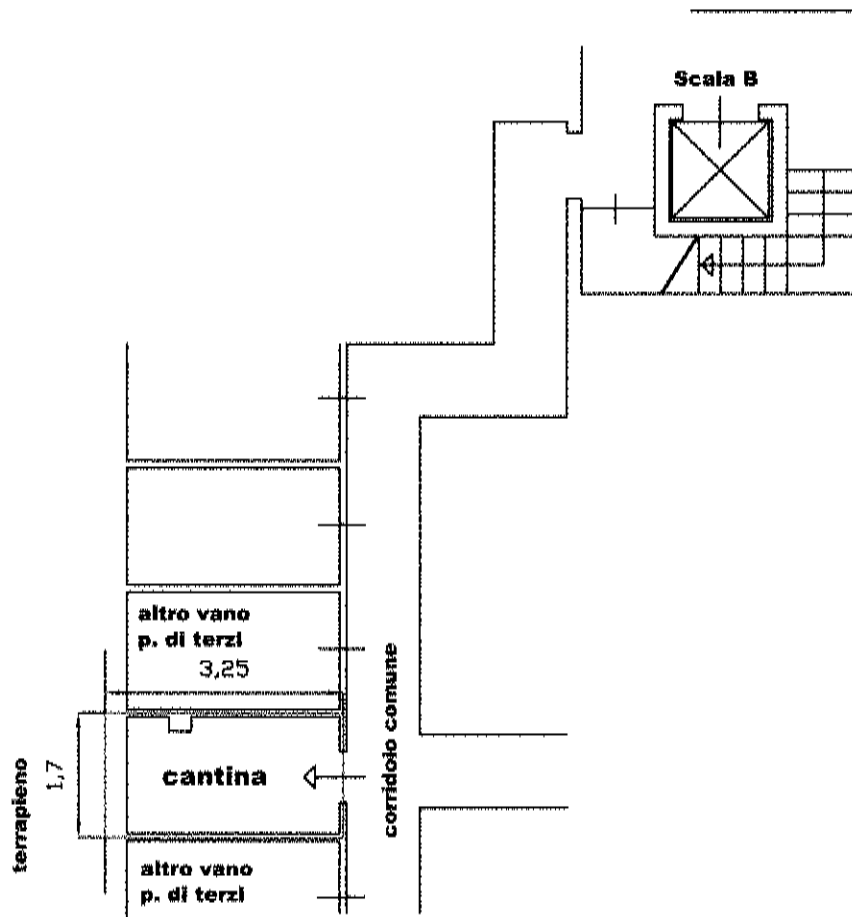 Scala B
altro vano
p. di terzi
3,25
corridoio comune
terrapieno
1,7
cantina
altro vano
p. di terzi